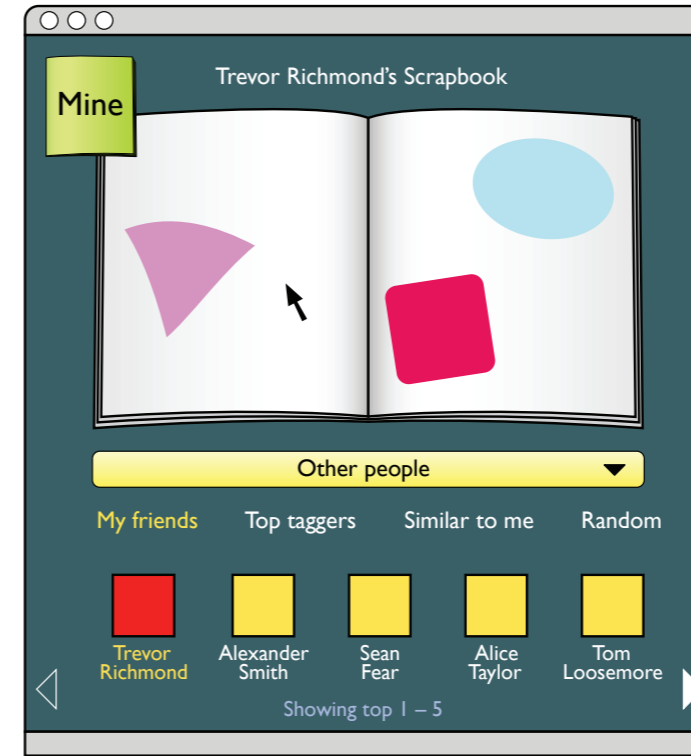 Trevor Richmond's Scrapbook
Mine
Other people
My friends Top taggers Similar to me Random
Trevor Richmond
Alexander Smith
Sean Fear
Alice Taylor
Tom Loosemore
Showing top 1 – 5